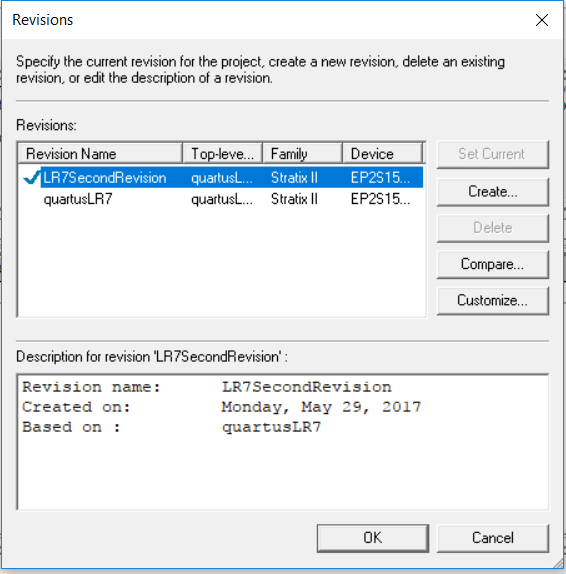 Revisions
Specify the current revision for the project, create a new revision, delete an existing
revision, or edit the description of a revision.
Revisions:
Revision Name Top-leve... Family Device
LR7SecondRevision quartusL... Stratix II EP2S15...
quartusLR7 quartusL... Stratix II EP2S15...
Set Current
Create...
Delete
Compare...
Customize...
Description for revision 'LR7SecondRevision' :
Revision name: LR7SecondRevision
Created on: Monday, May 29, 2017
Based on : quartusLR7
OK Cancel